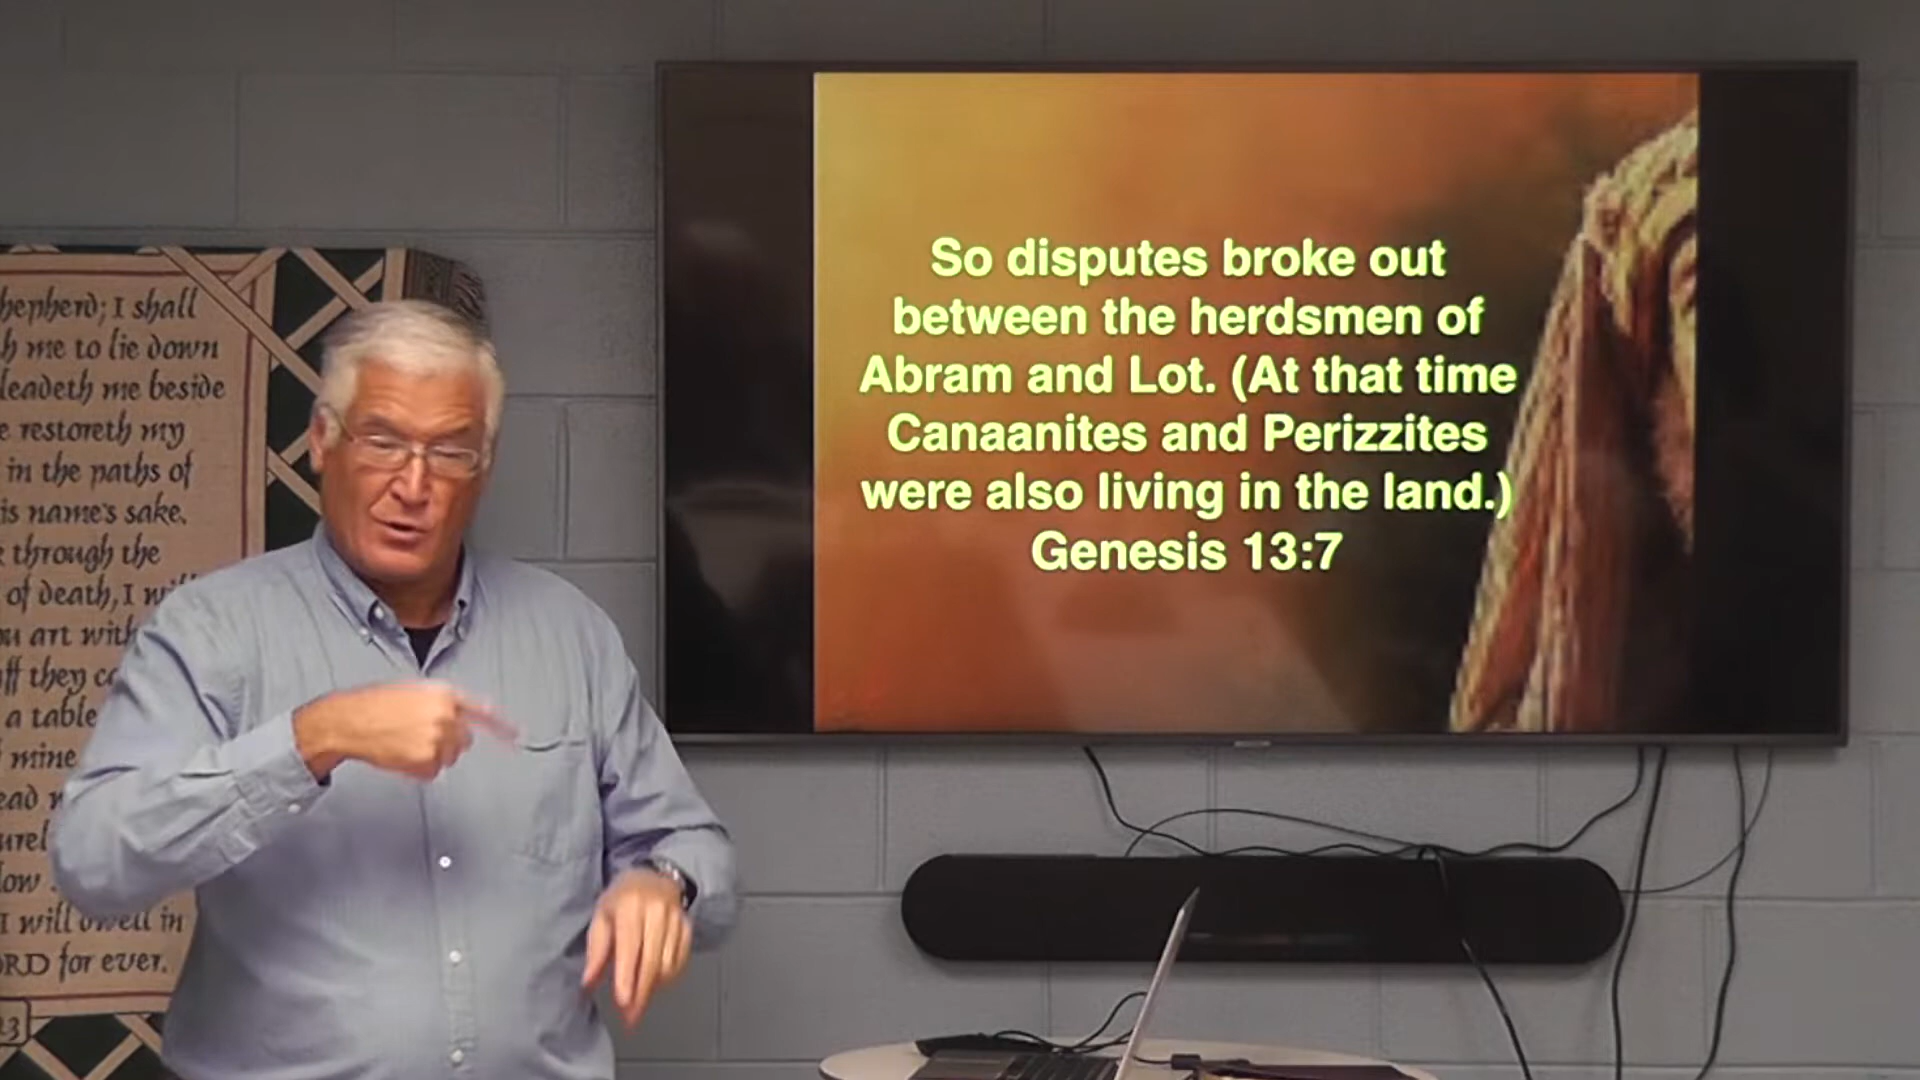 hepherd; I shall
h me to lie down
leadeth me beside
e restoreth my
in the paths of
is name's sake.
through the
of death, I
art with
ff they
a table
mine
I will dwell in
ORD for ever.
23
So disputes broke out
between the herdsmen of
Abram and Lot. (At that time
Canaanites and Perizzites
were also living in the land.)
Genesis 13:7